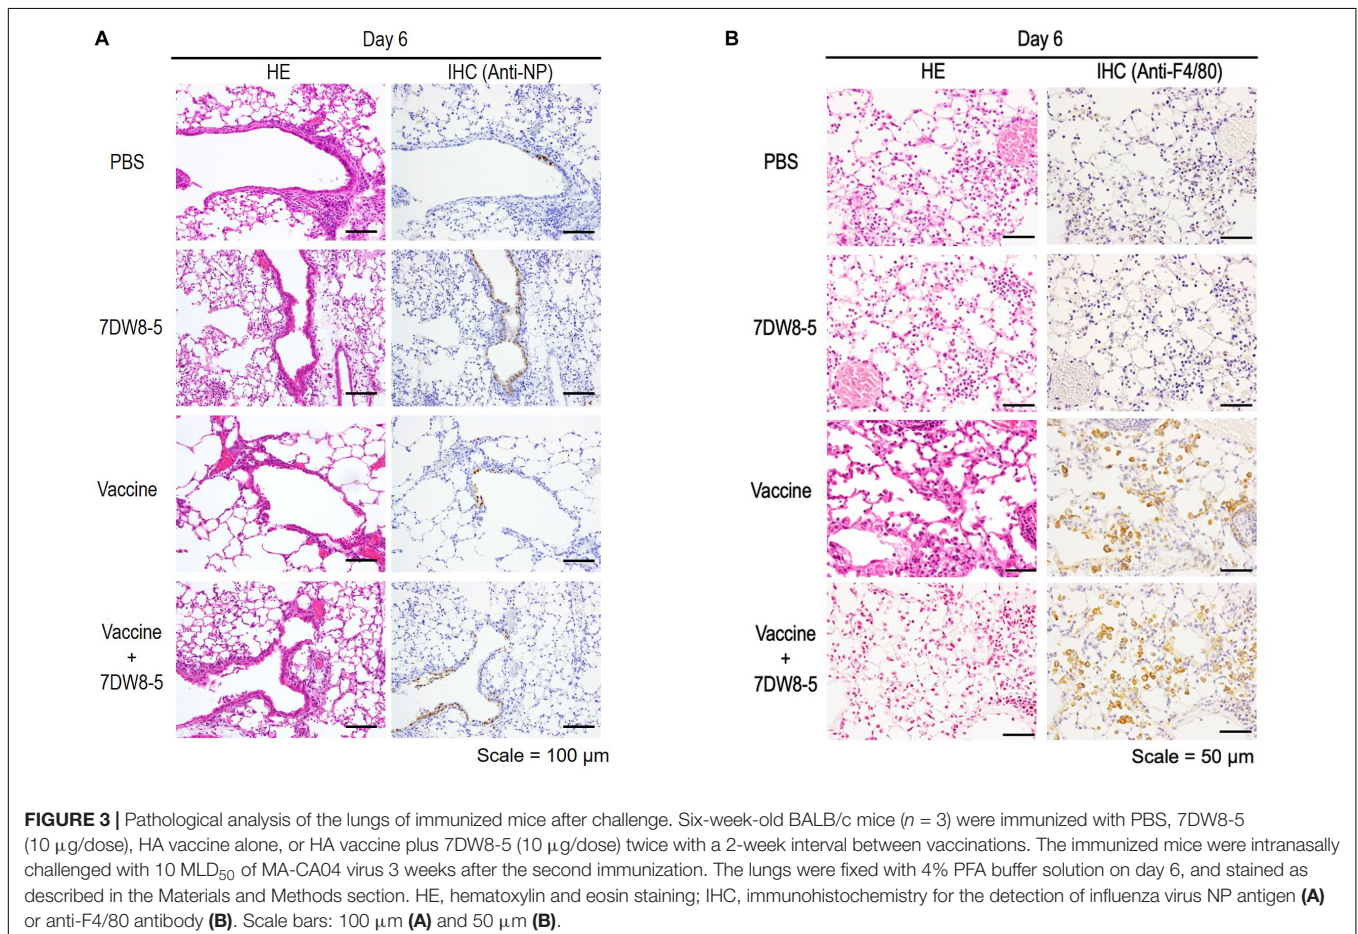 A
Day 6
HE
IHC (Anti-NP)
PBS
7DW8-5
Vaccine
Vaccine
+
7DW8-5
Scale = 100 µm
B
Day 6
HE
IHC (Anti-F4/80)
PBS
7DW8-5
Vaccine
Vaccine
+
7DW8-5
Scale = 50 µm
FIGURE 3 | Pathological analysis of the lungs of immunized mice after challenge. Six-week-old BALB/c mice (n = 3) were immunized with PBS, 7DW8-5
(10 µg/dose), HA vaccine alone, or HA vaccine plus 7DW8-5 (10 µg/dose) twice with a 2-week interval between vaccinations. The immunized mice were intranasally
challenged with 10 MLD50 of MA-CA04 virus 3 weeks after the second immunization. The lungs were fixed with 4% PFA buffer solution on day 6, and stained as
described in the Materials and Methods section. HE, hematoxylin and eosin staining; IHC, immunohistochemistry for the detection of influenza virus NP antigen (A)
or anti-F4/80 antibody (B). Scale bars: 100 µm (A) and 50 µm (B).